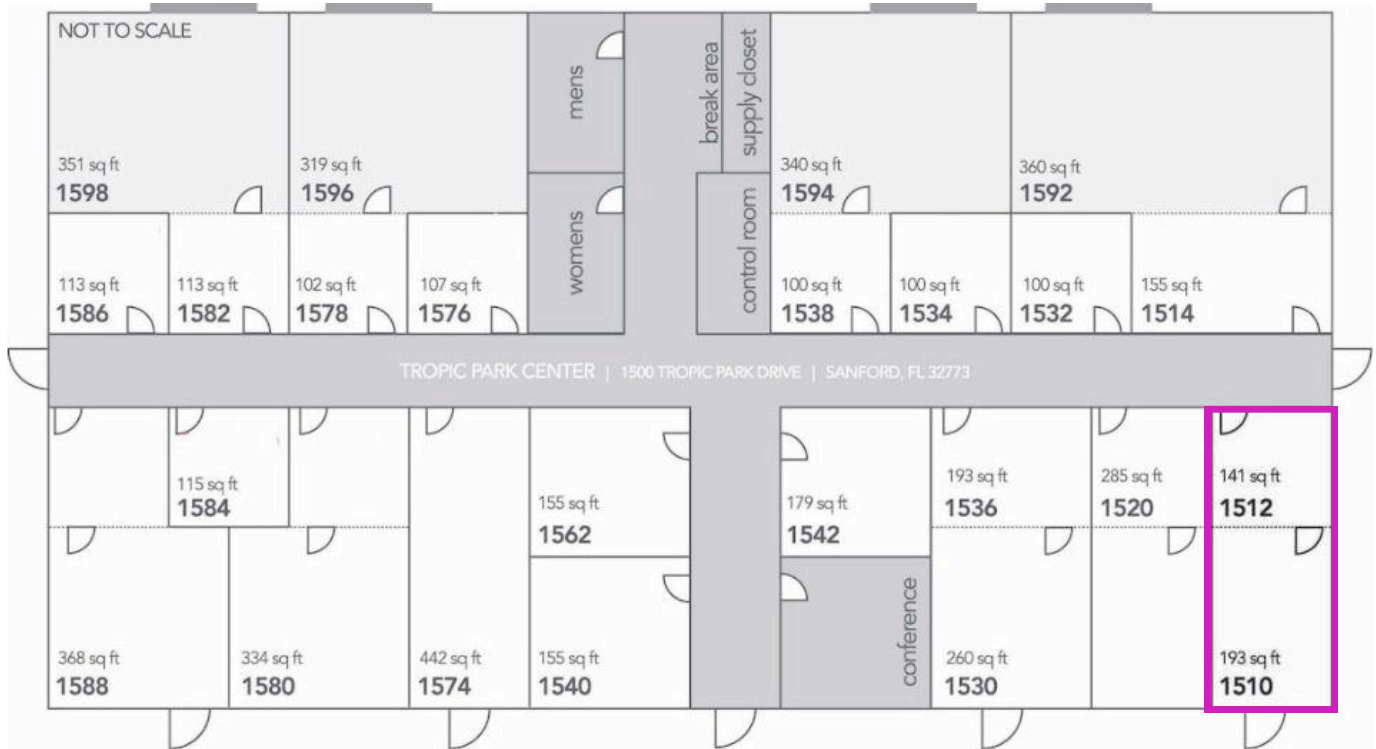 NOT TO SCALE
mens
break area
supply closet
351 sq ft
1598
319 sq ft
1596
340 sq ft
1594
360 sq ft
1592
womens
control room
113 sq ft
1586
113 sq ft
1582
102 sq ft
1578
107 sq ft
1576
100 sq ft
1538
100 sq ft
1534
100 sq ft
1532
155 sq ft
1514
TROPIC PARK CENTER | 1500 TROPIC PARK DRIVE | SANFORD, FL 32773
115 sq ft
1584
155 sq ft
1562
179 sq ft
1542
193 sq ft
1536
285 sq ft
1520
141 sq ft
1512
conference
368 sq ft
1588
334 sq ft
1580
442 sq ft
1574
155 sq ft
1540
260 sq ft
1530
193 sq ft
1510